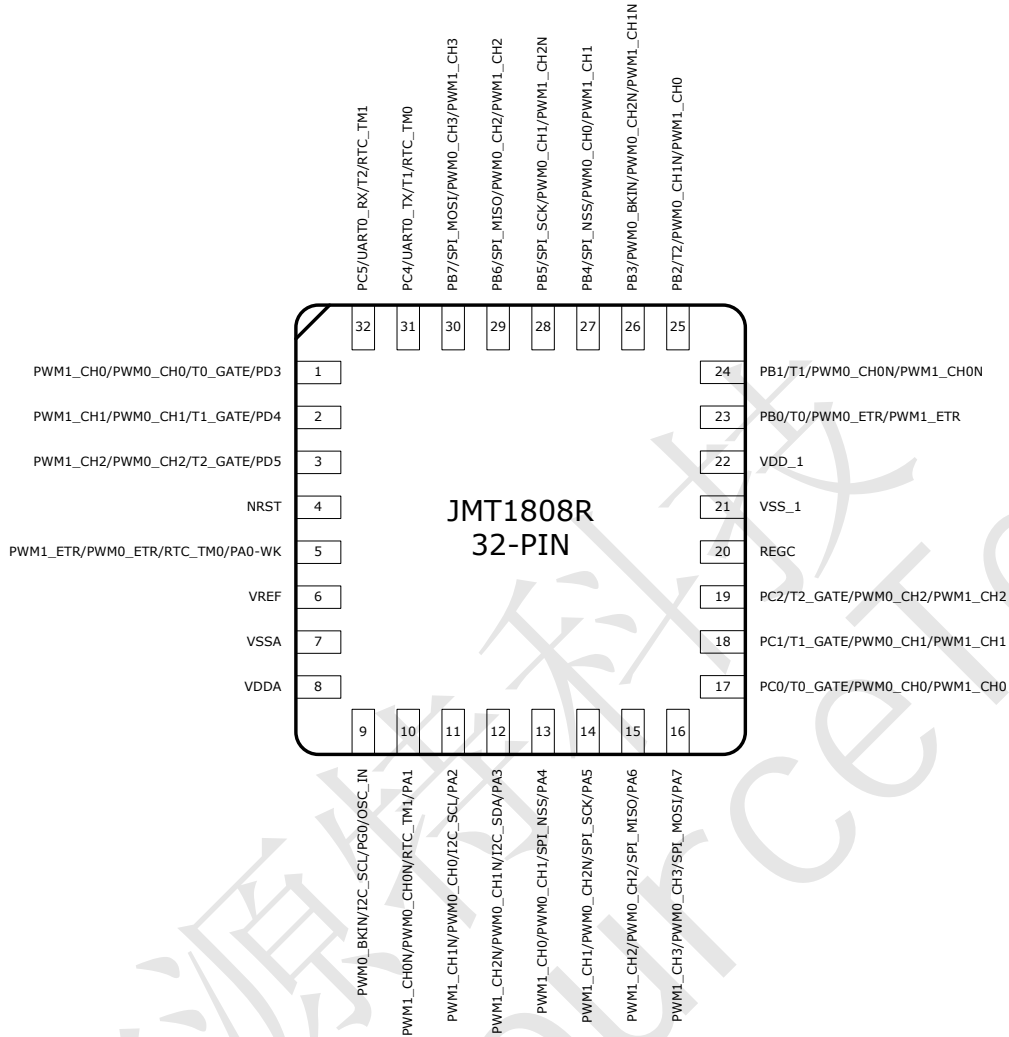 PC5/UART0_RX/T2/RTC_TM1
PC4/UART0_TX/T1/RTC_TM0
PB7/SPI_MOSI/PWM0_CH3/PWM1_CH3
PB6/SPI_MISO/PWM0_CH2/PWM1_CH2
PB5/SPI_SCK/PWM0_CH1/PWM1_CH2N
PB4/SPI_NSS/PWM0_CH0/PWM1_CH1
PB3/PWM0_BKIN/PWM0_CH2N/PWM1_CH1N
PB2/T2/PWM0_CH1N/PWM1_CH0
32 31 30 29 28 27 26 25
PWM1_CH0/PWM0_CH0/T0_GATE/PD3 1
PWM1_CH1/PWM0_CH1/T1_GATE/PD4 2
PWM1_CH2/PWM0_CH2/T2_GATE/PD5 3
NRST 4
PWM1_ETR/PWM0_ETR/RTC_TM0/PA0-WK 5
VREF 6
VSSA 7
VDDA 8
JMT1808R
32-PIN
24 PB1/T1/PWM0_CH0N/PWM1_CH0N
23 PB0/T0/PWM0_ETR/PWM1_ETR
22 VDD_1
21 VSS_1
20 REGC
19 PC2/T2_GATE/PWM0_CH2/PWM1_CH2
18 PC1/T1_GATE/PWM0_CH1/PWM1_CH1
17 PC0/T0_GATE/PWM0_CH0/PWM1_CH0
9 10 11 12 13 14 15 16
PWM0_BKIN/I2C_SCL/PG0/OSC_IN
PWM1_CH0N/PWM0_CH0N/RTC_TM1/PA1
PWM1_CH1N/PWM0_CH0/I2C_SCL/PA2
PWM1_CH2N/PWM0_CH1N/I2C_SDA/PA3
PWM1_CH0/PWM0_CH1/SPI_NSS/PA4
PWM1_CH1/PWM0_CH2N/SPI_SCK/PA5
PWM1_CH2/PWM0_CH2/SPI_MISO/PA6
PWM1_CH3/PWM0_CH3/SPI_MOSI/PA7
源特科技